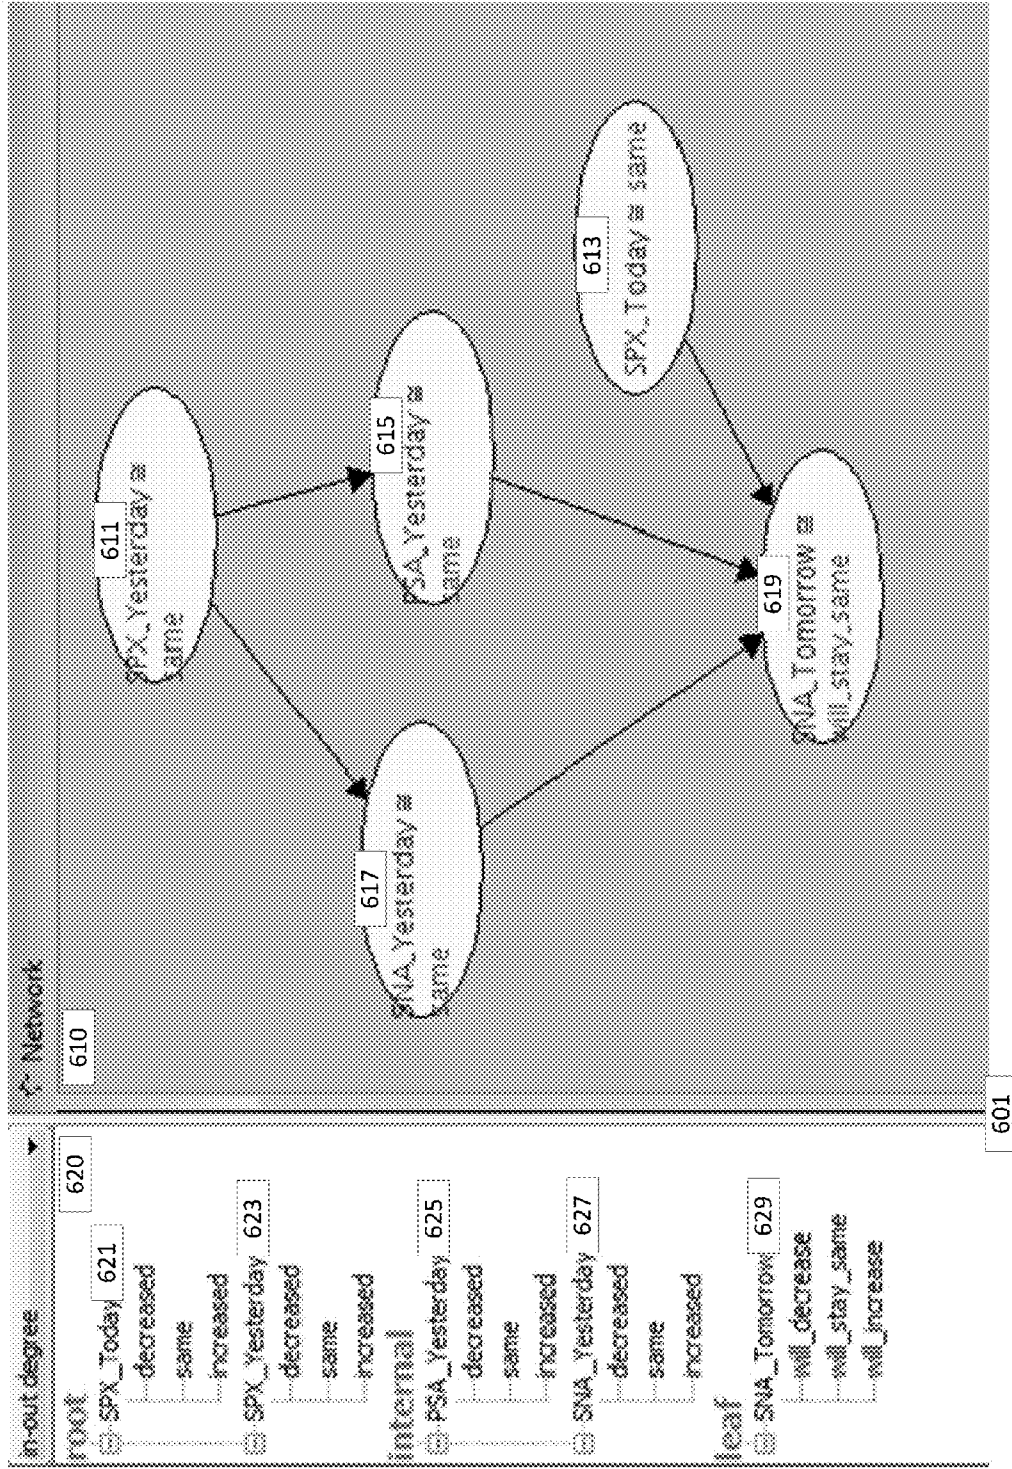 in-out degree
620
root
SPX_Today 621
decreased
same
increased
SPX_Yesterday 623
decreased
same
increased
internal
PSA_Yesterday 625
decreased
same
increased
SNA_Yesterday 627
decreased
same
increased
leaf
SNA_Tomorrow 629
will_decrease
will_stay_same
will_increase
Network
610
611
SPX_Yesterday ≅
same
617
SNA_Yesterday ≅
same
615
PSA_Yesterday ≅
same
613
SPX_Today ≅ same
619
SNA_Tomorrow ≅
will_stay_same
601